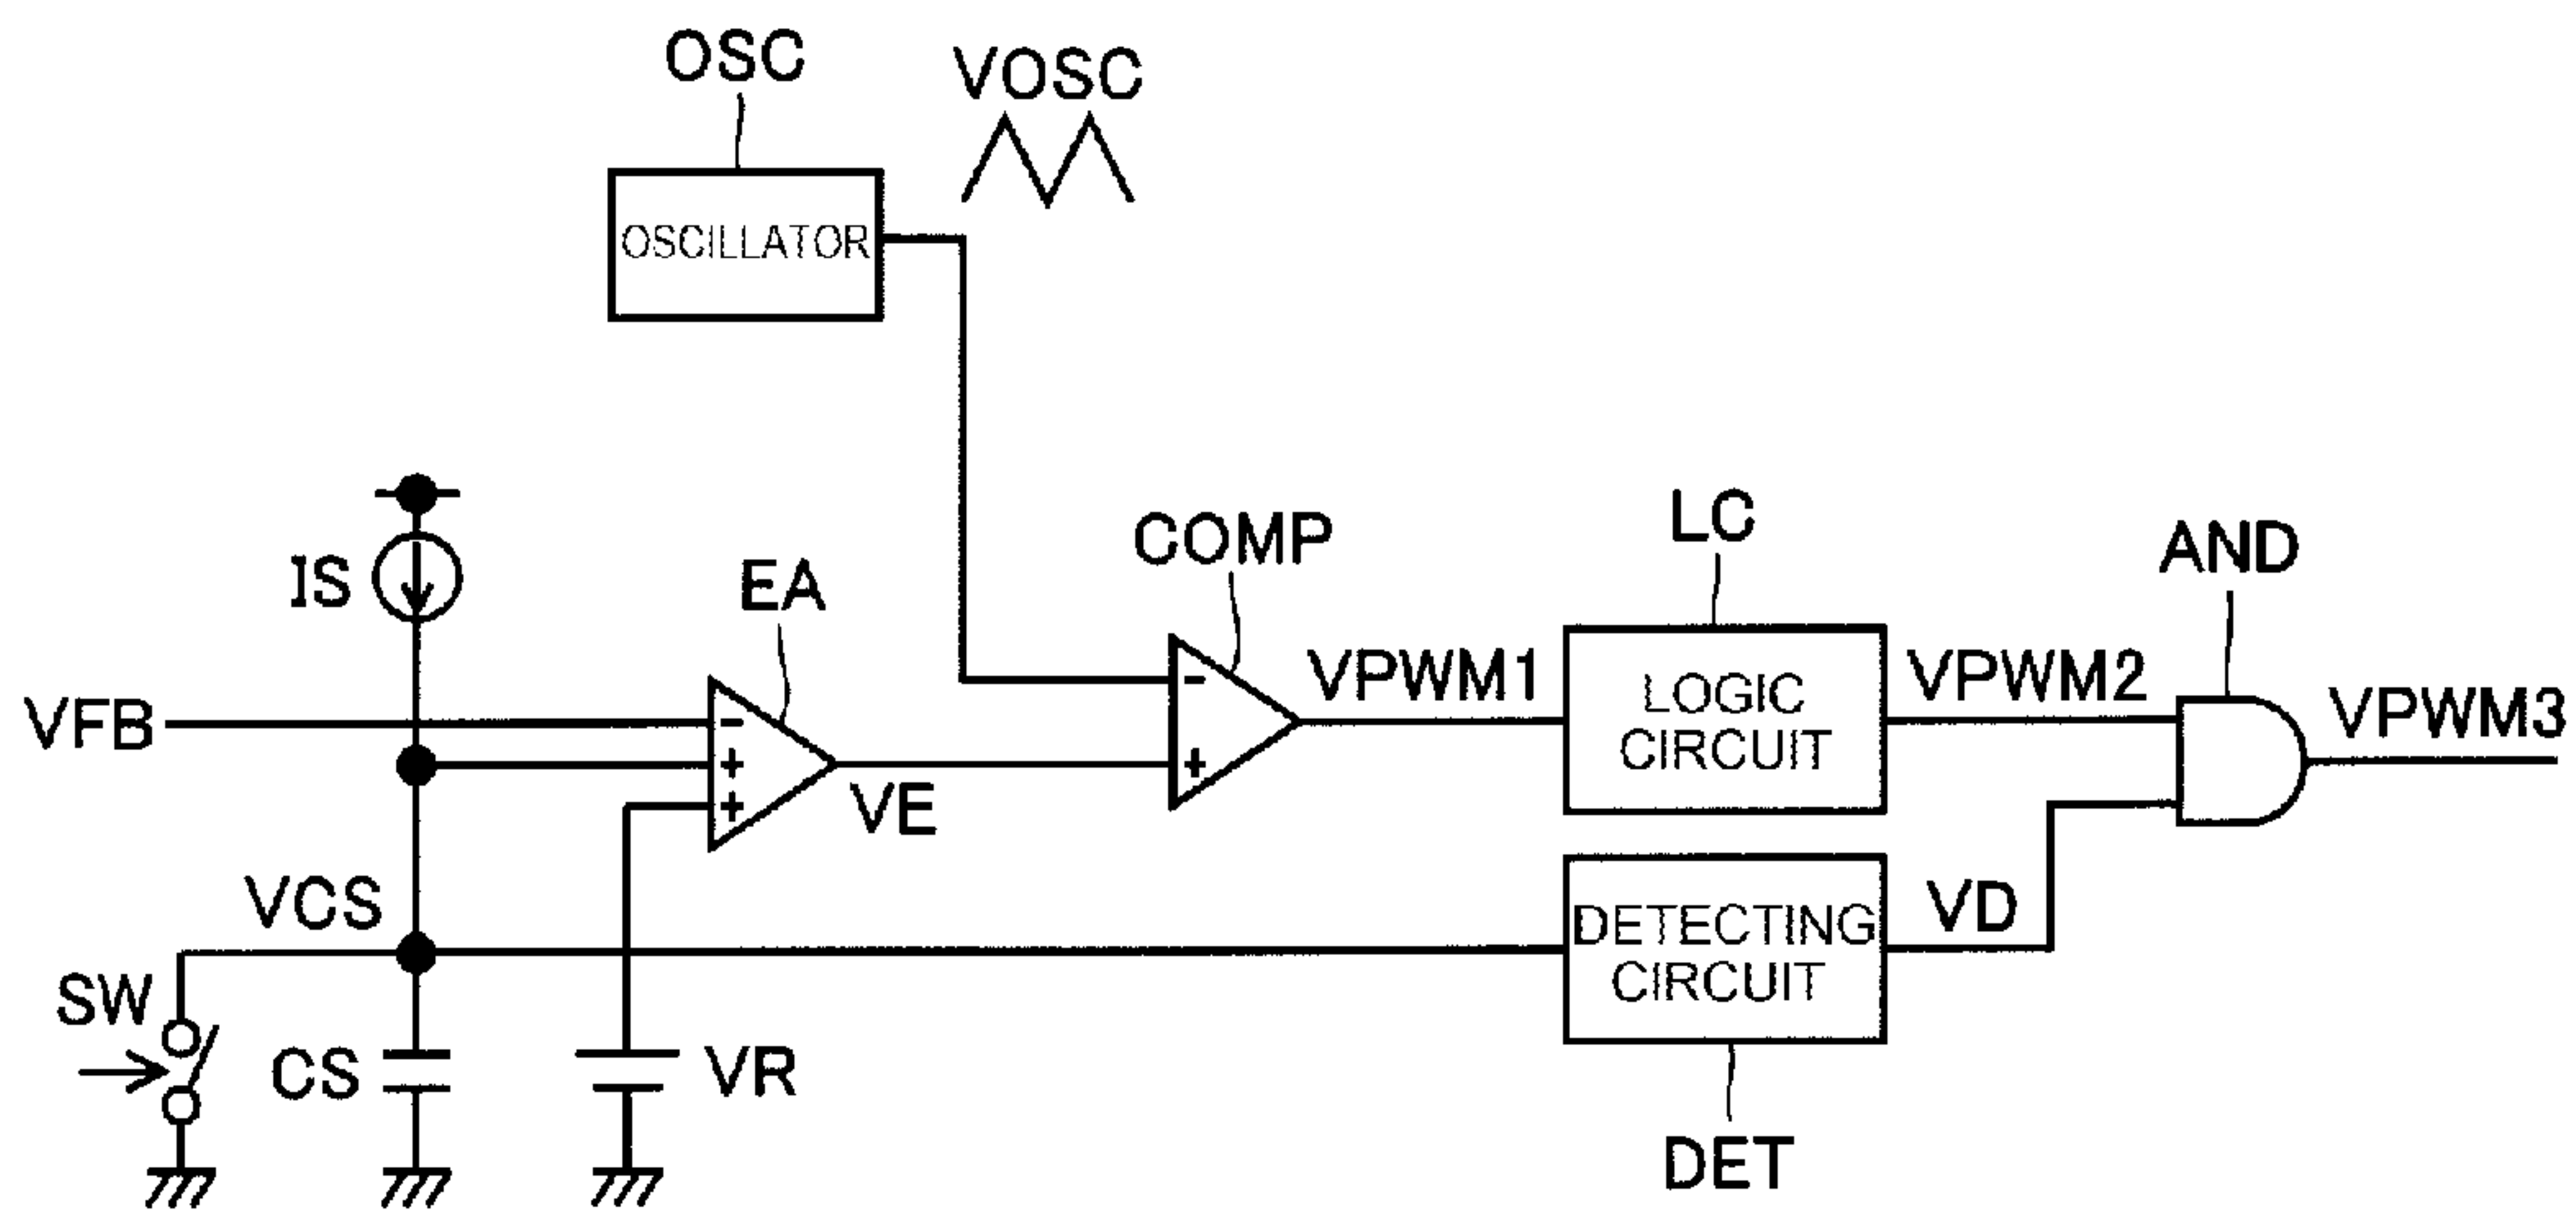 OSC
VOSC
OSCILLATOR
IS
EA
COMP
LC
AND
VFB
-
+
+
VE
-
+
VPWM1
LOGIC
CIRCUIT
VPWM2
VPWM3
VCS
DETECTING
CIRCUIT
VD
SW
CS
VR
DET